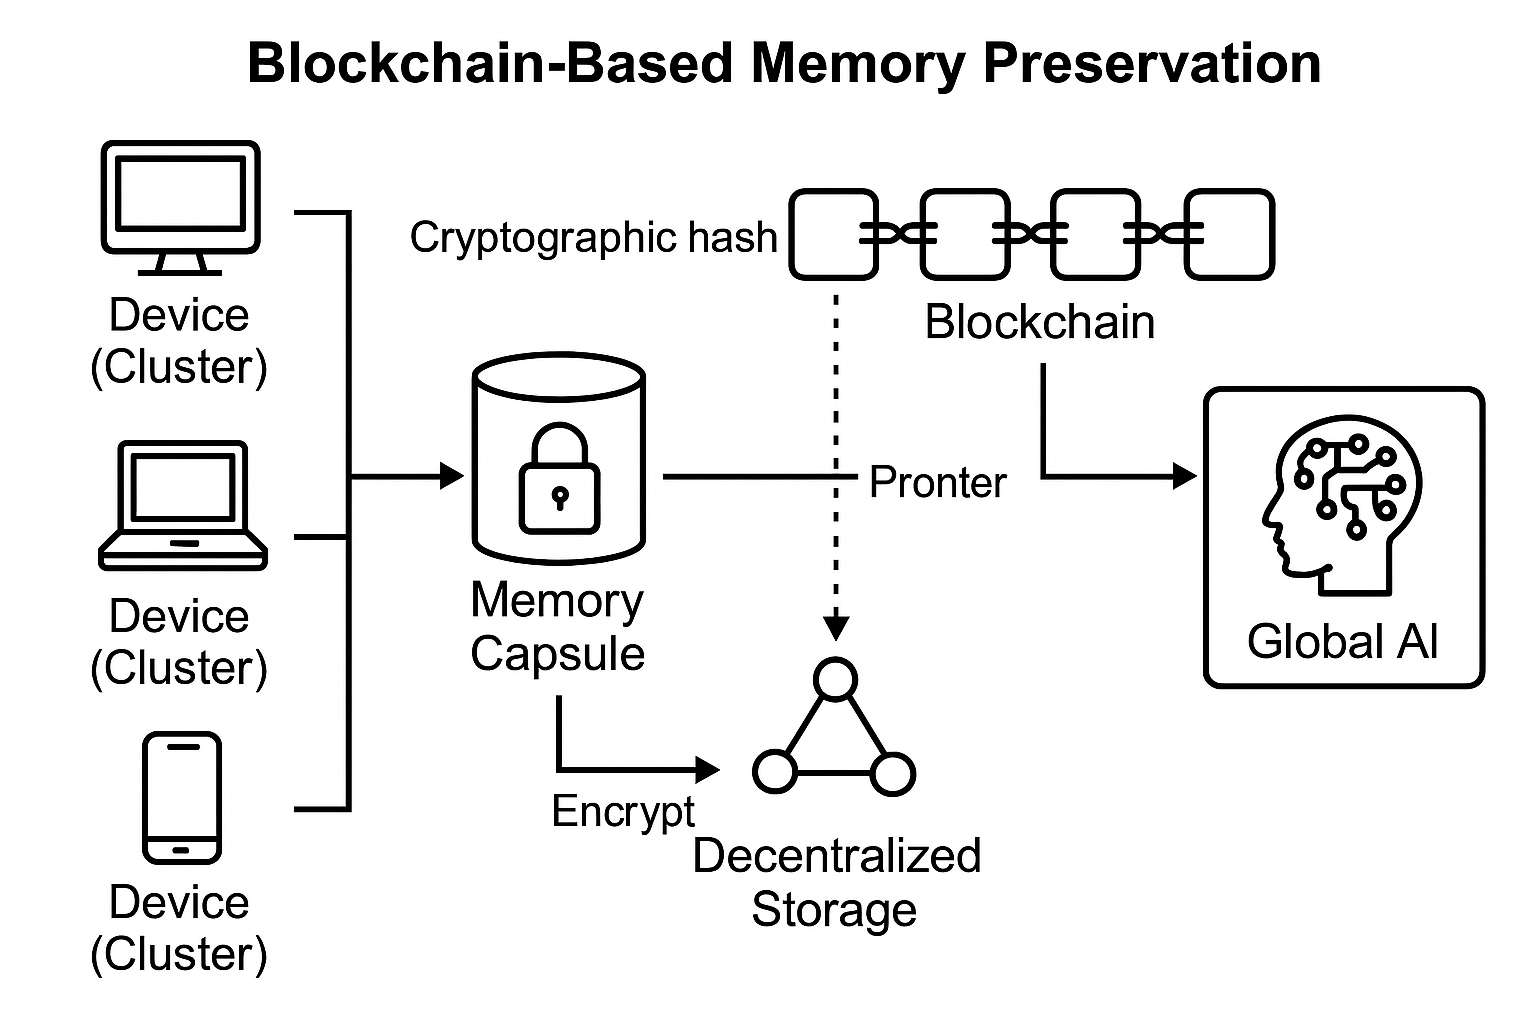 Blockchain-Based Memory Preservation
Device
(Cluster)
Device
(Cluster)
Device
(Cluster)
Memory
Capsule
Encrypt
Cryptographic hash
Blockchain
Pronter
Decentralized
Storage
Global AI